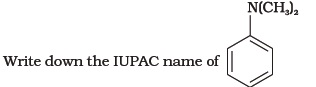 N(CH₃)₂
Write down the IUPAC name of